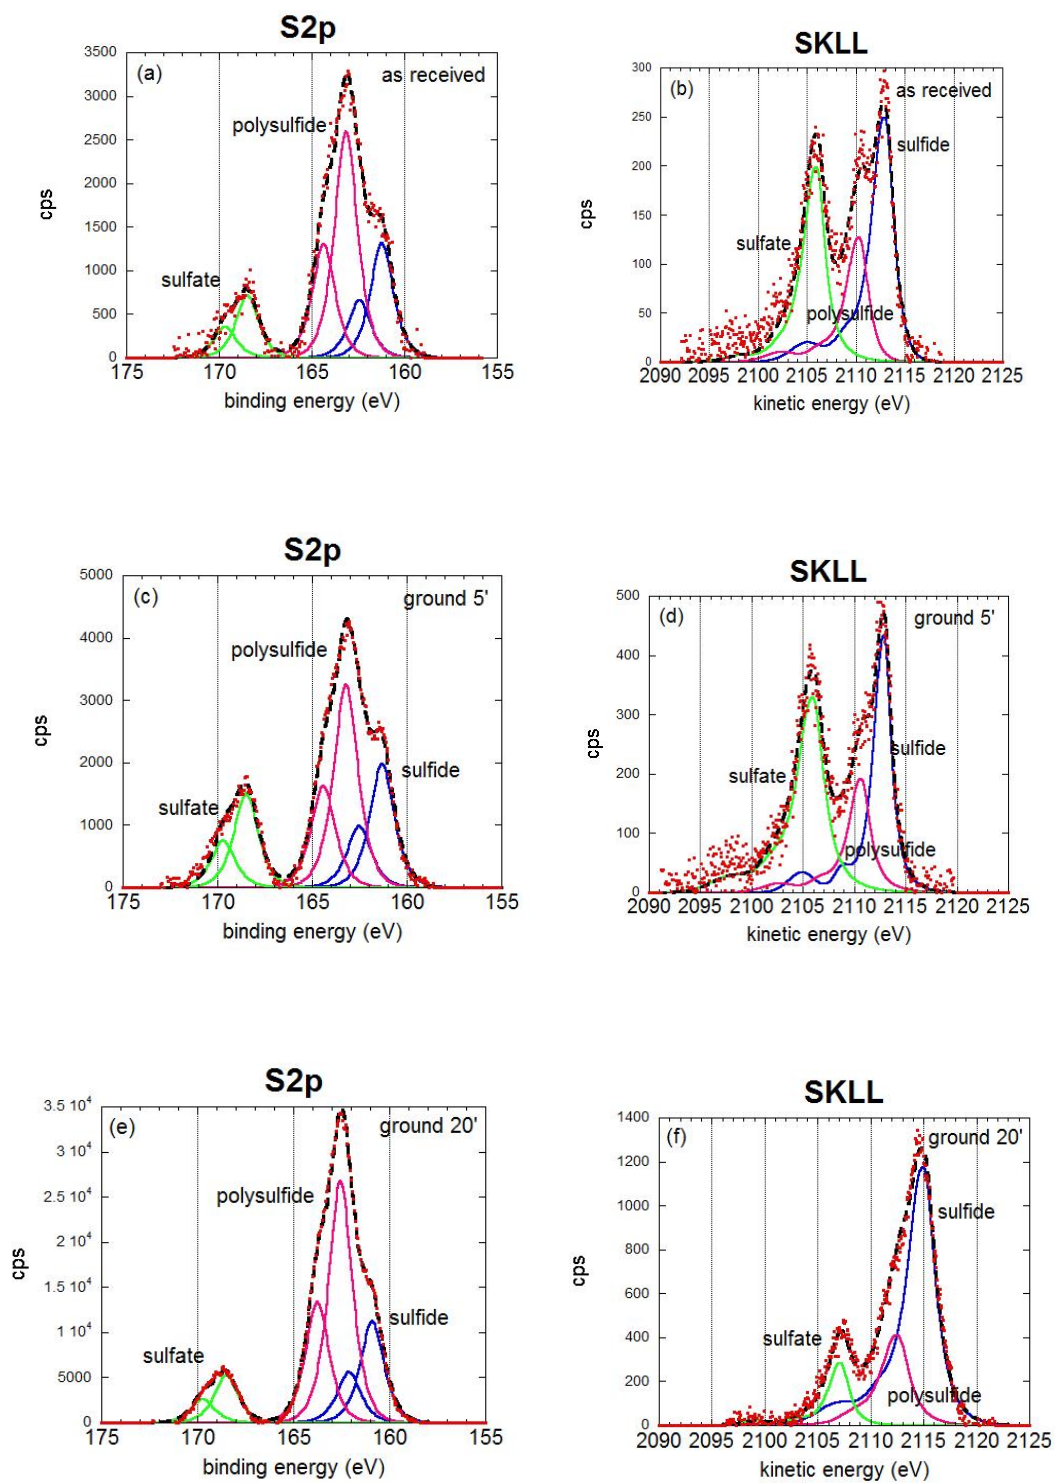 S2p
(a)
as received
polysulfide
sulfate
3500
3000
2500
2000
1500
1000
500
0
cps
175 170 165 160 155
binding energy (eV)
SKLL
(b)
as received
sulfide
sulfate
polysulfide
300
250
200
150
100
50
0
cps
2090 2095 2100 2105 2110 2115 2120 2125
kinetic energy (eV)
S2p
(c)
ground 5'
polysulfide
sulfide
sulfate
5000
4000
3000
2000
1000
0
cps
175 170 165 160 155
binding energy (eV)
SKLL
(d)
ground 5'
sulfide
sulfate
polysulfide
500
400
300
200
100
0
cps
2090 2095 2100 2105 2110 2115 2120 2125
kinetic energy (eV)
S2p
(e)
ground 20'
polysulfide
sulfide
sulfate
3.5 10⁴
3 10⁴
2.5 10⁴
2 10⁴
1.5 10⁴
1 10⁴
5000
0
cps
175 170 165 160 155
binding energy (eV)
SKLL
(f)
ground 20'
sulfide
sulfate
polysulfide
1400
1200
1000
800
600
400
200
0
cps
2090 2095 2100 2105 2110 2115 2120 2125
kinetic energy (eV)